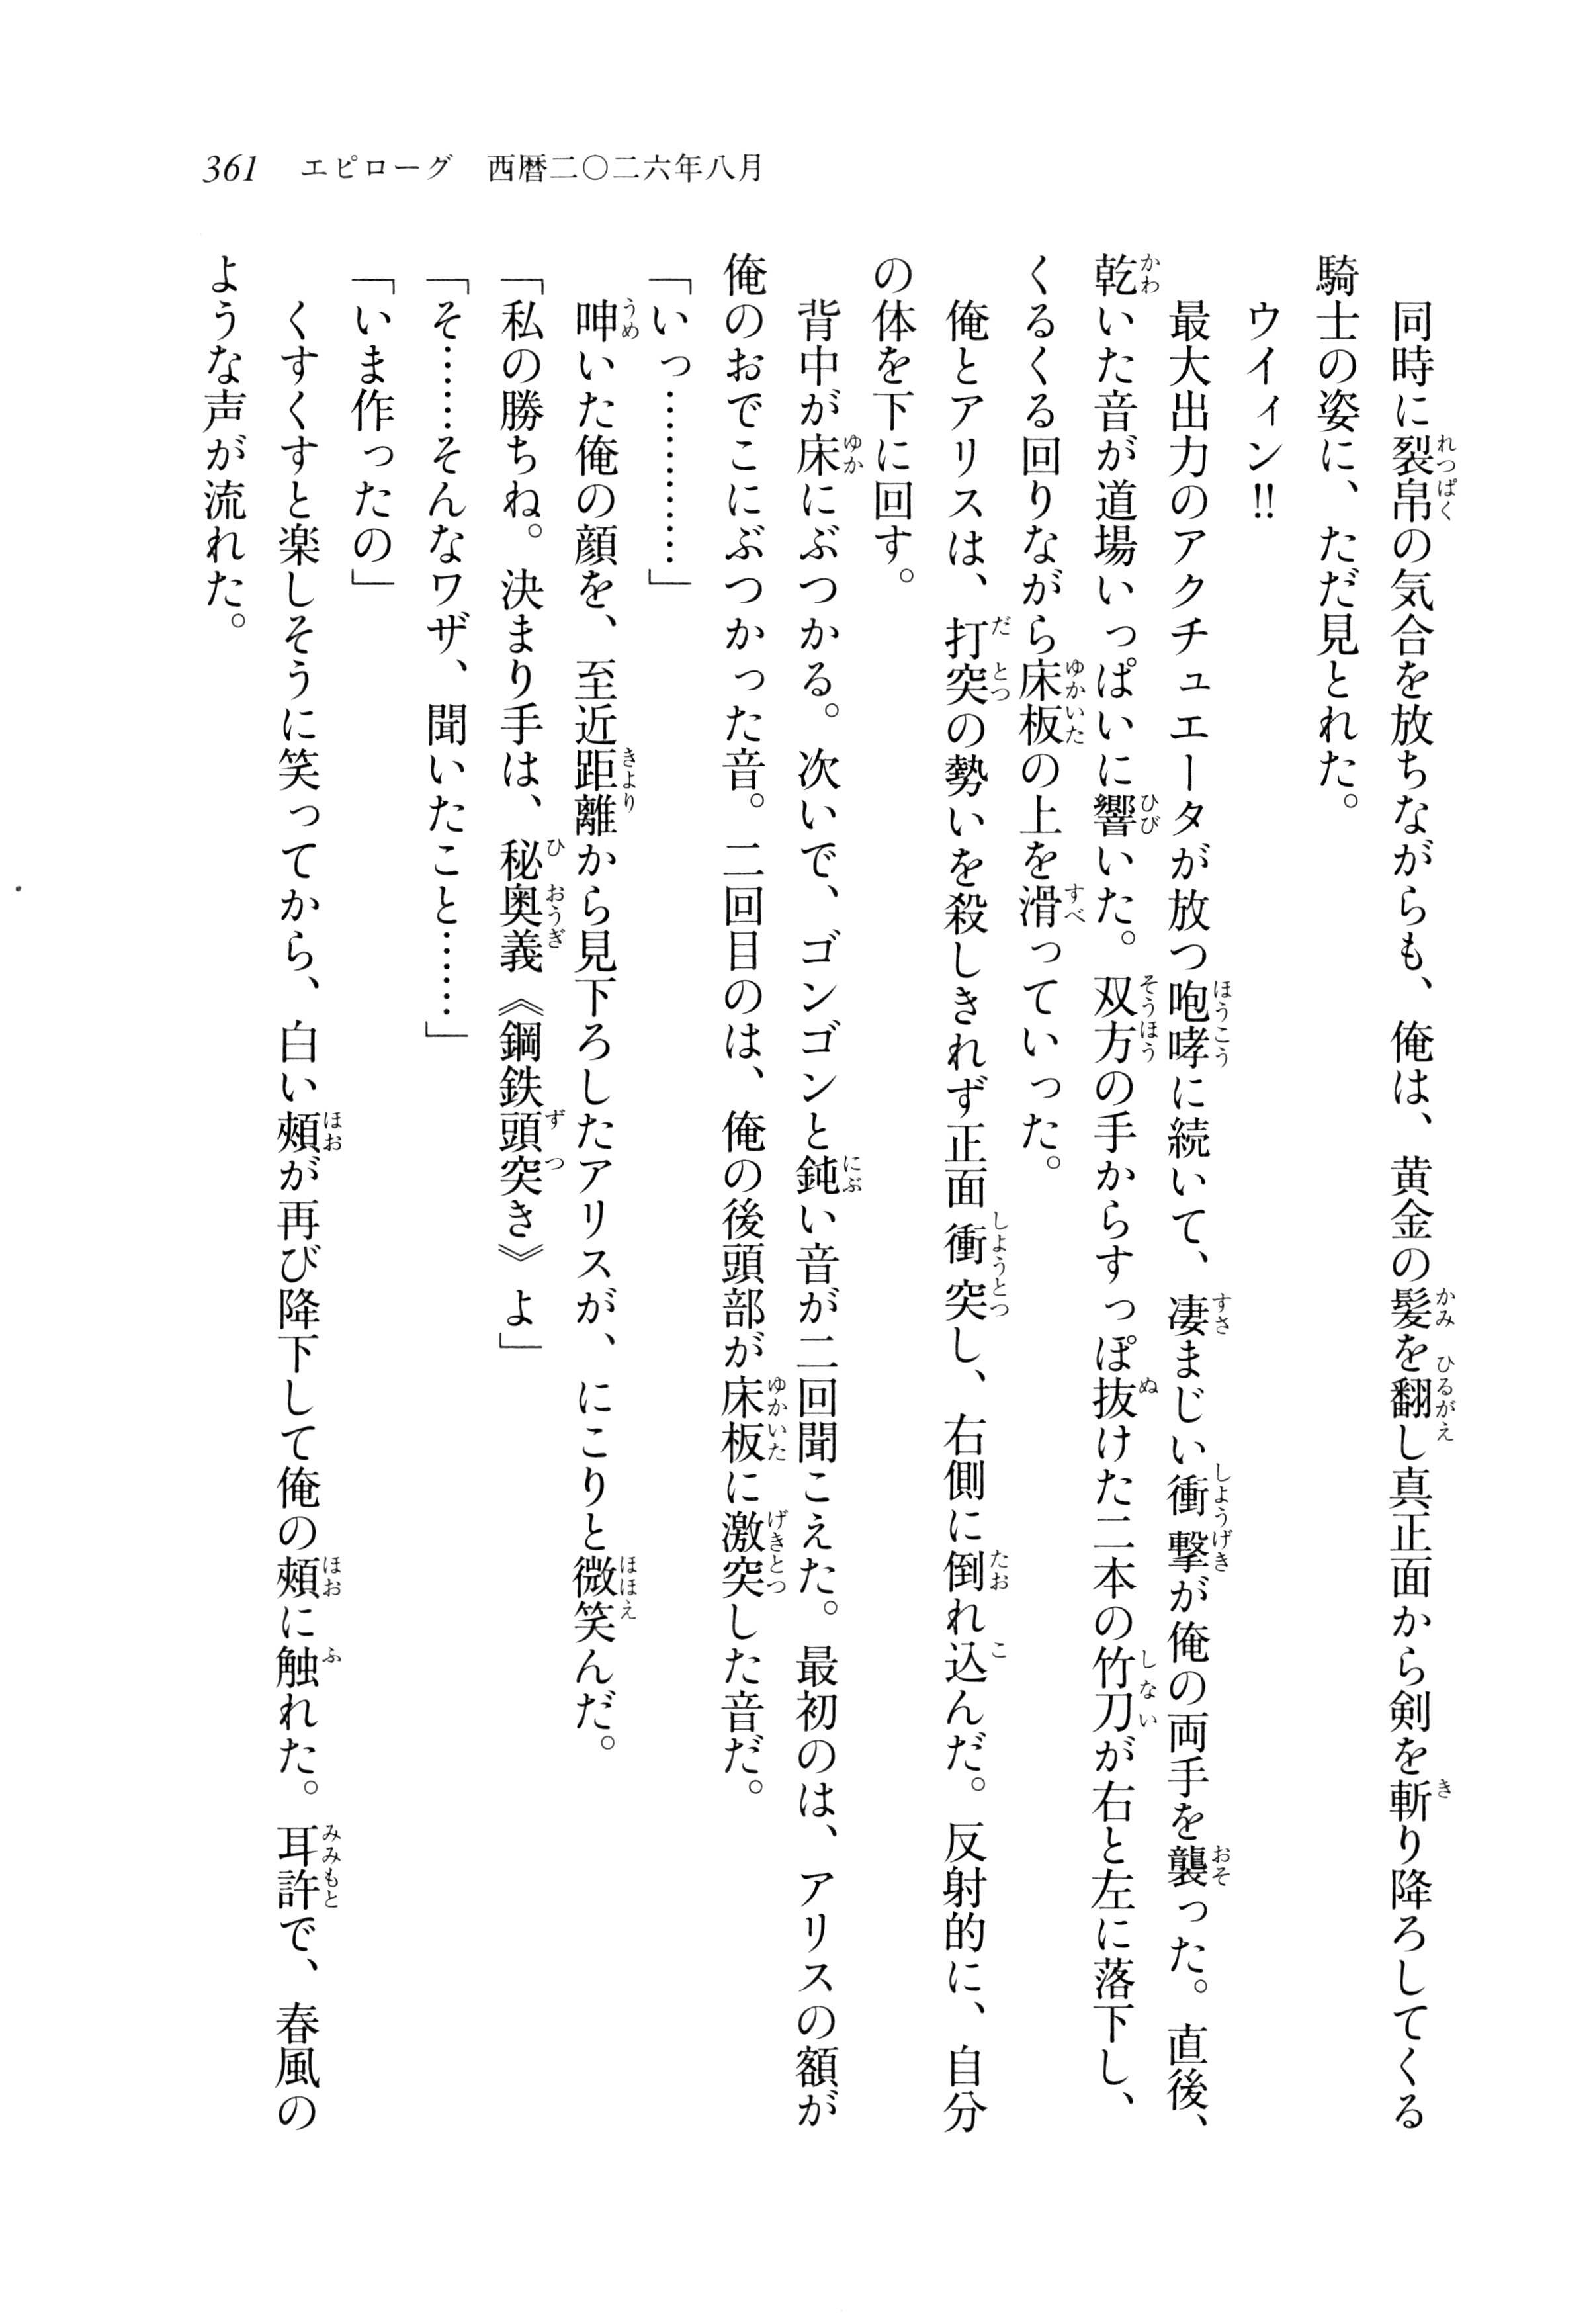 361 エピローグ 西暦二〇二六年八月
同時に裂帛の気合を放ちながらも、俺は、黄金の髪を翻し真正面から剣を斬り降ろしてくる
騎士の姿に、ただ見とれた。
ウイィン!!
最大出力のアクチュエータが放つ咆哮に続いて、凄まじい衝撃が俺の両手を襲った。直後、
乾いた音が道場いっぱいに響いた。双方の手からすっぽ抜けた二本の竹刀が右と左に落下し、
くるくる回りながら床板の上を滑っていった。
俺とアリスは、打突の勢いを殺しきれず正面衝突し、右側に倒れ込んだ。反射的に、自分
の体を下に回す。
背中が床にぶつかる。次いで、ゴンゴンと鈍い音が二回聞こえた。最初のは、アリスの額が
俺のおでこにぶつかった音。二回目のは、俺の後頭部が床板に激突した音だ。
「いっ…………」
呻いた俺の顔を、至近距離から見下ろしたアリスが、にこりと微笑んだ。
「私の勝ちね。決まり手は、秘奥義《鋼鉄頭突き》よ」
「そ……そんなワザ、聞いたこと……」
「いま作ったの」
くすくすと楽しそうに笑ってから、白い頰が再び降下して俺の頰に触れた。耳許で、春風の
ような声が流れた。